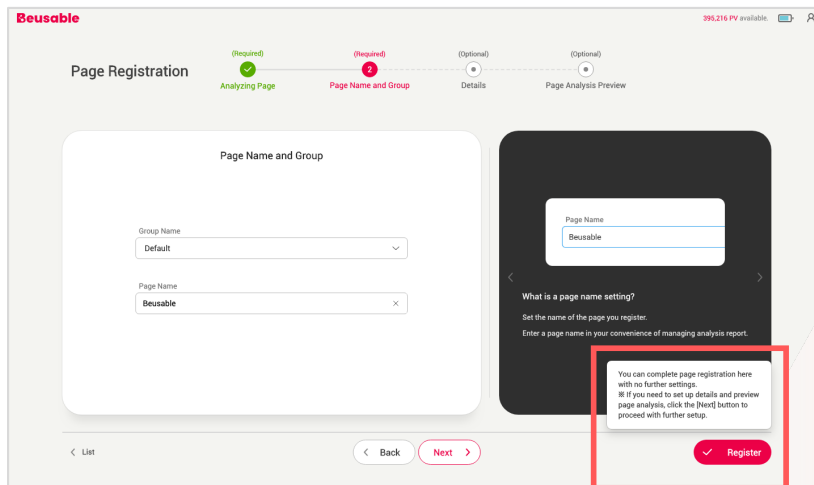 Beusable
395,216 PV available.
Page Registration
(Required)
Analyzing Page
(Required)
2
Page Name and Group
(Optional)
Details
(Optional)
Page Analysis Preview
Page Name and Group
Group Name
Default
Page Name
Beusable
Page Name
Beusable
What is a page name setting?
Set the name of the page you register.
Enter a page name in your convenience of managing analysis report.
You can complete page registration here
with no further settings.
※ If you need to set up details and preview
page analysis, click the [Next] button to
proceed with further setup.
List
Back
Next
Register